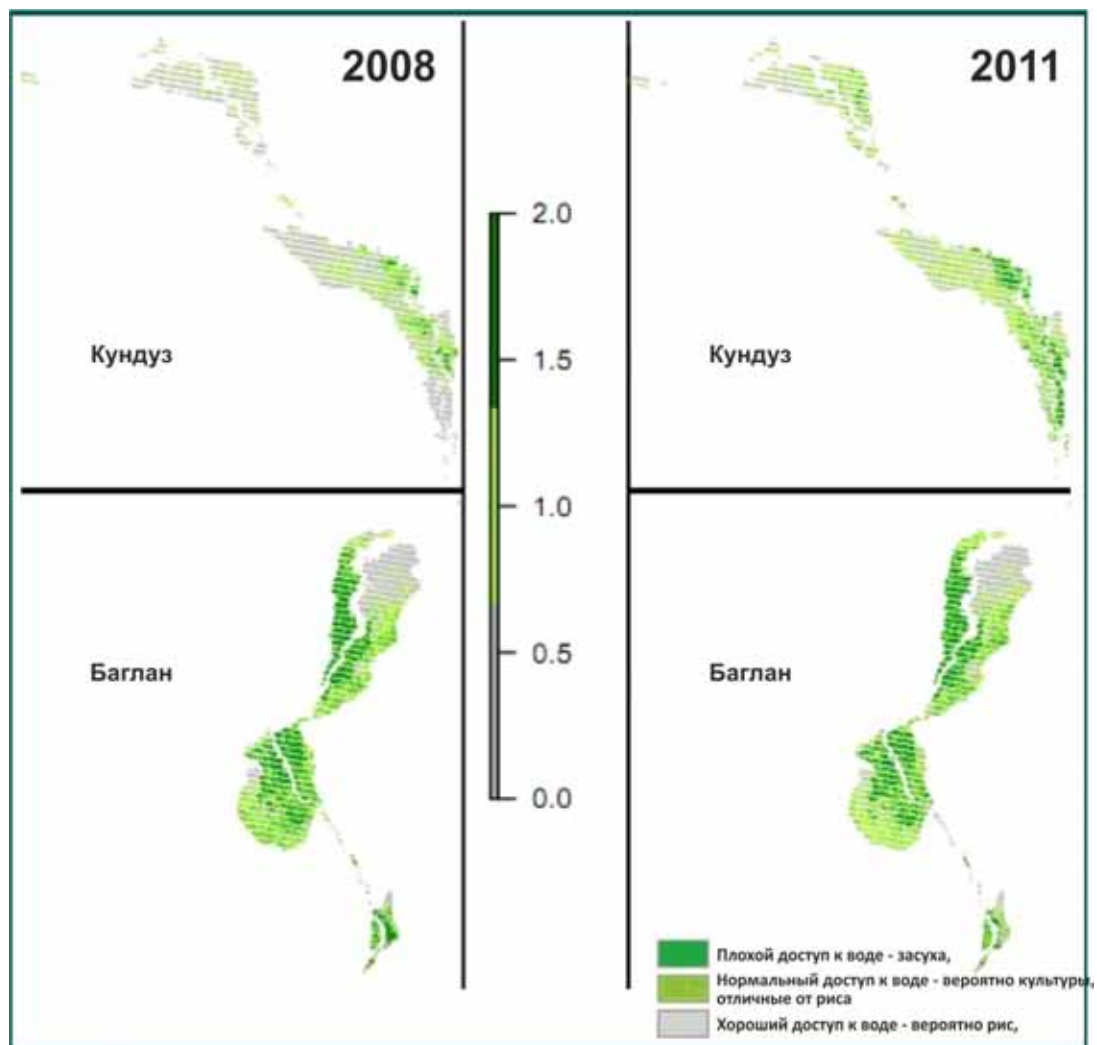 2008
2011
2.0
1.5
Кундуз
Кундуз
1.0
0.5
Баглан
Баглан
0.0
Плохой доступ к воде - засуха,
Нормальный доступ к воде - вероятно культуры,
отличные от риса
Хороший доступ к воде - вероятно рис,